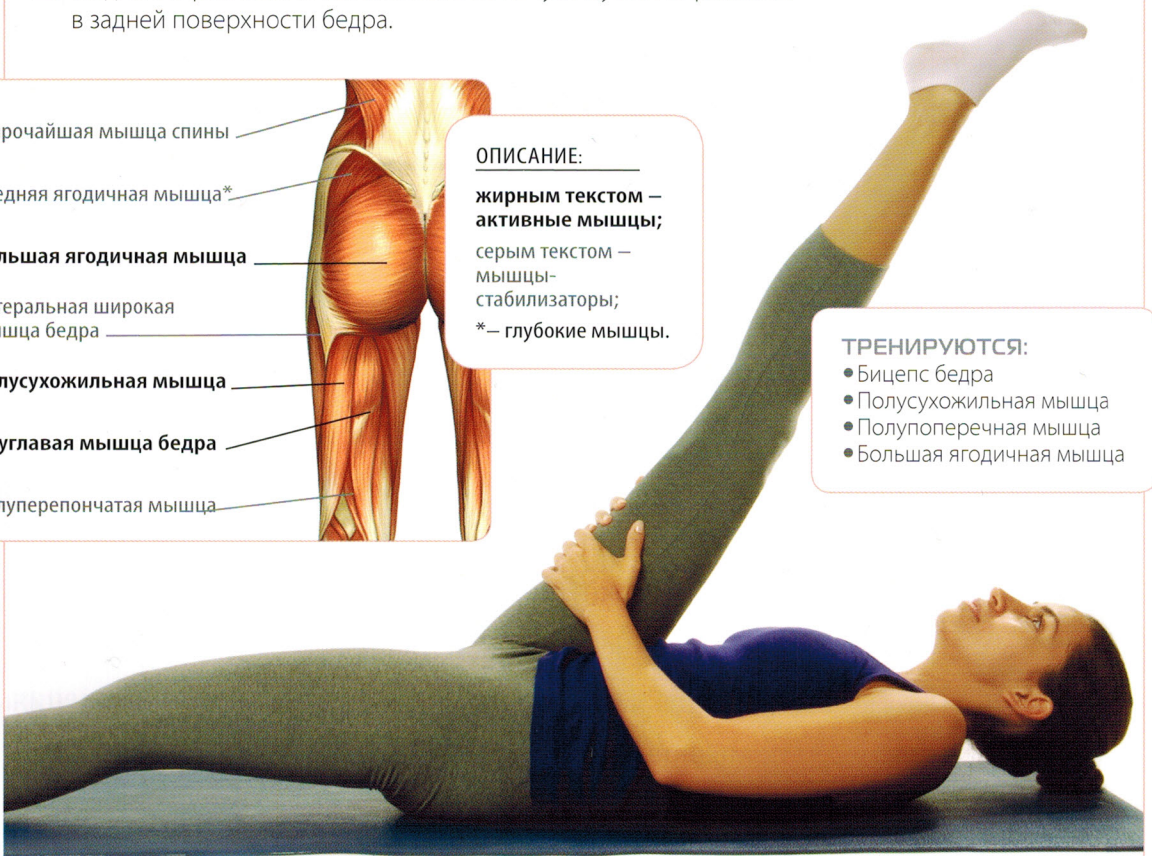 в задней поверхности бедра.
рочайшая мышца спины
едняя ягодичная мышца*
льшая ягодичная мышца
теральная широкая
шца бедра
лусухожильная мышца
углавая мышца бедра
луперепончатая мышца
ОПИСАНИЕ:
жирным текстом –
активные мышцы;
серым текстом –
мышцы-
стабилизаторы;
*– глубокие мышцы.
ТРЕНИРУЮТСЯ:
• Бицепс бедра
• Полусухожильная мышца
• Полупоперечная мышца
• Большая ягодичная мышца